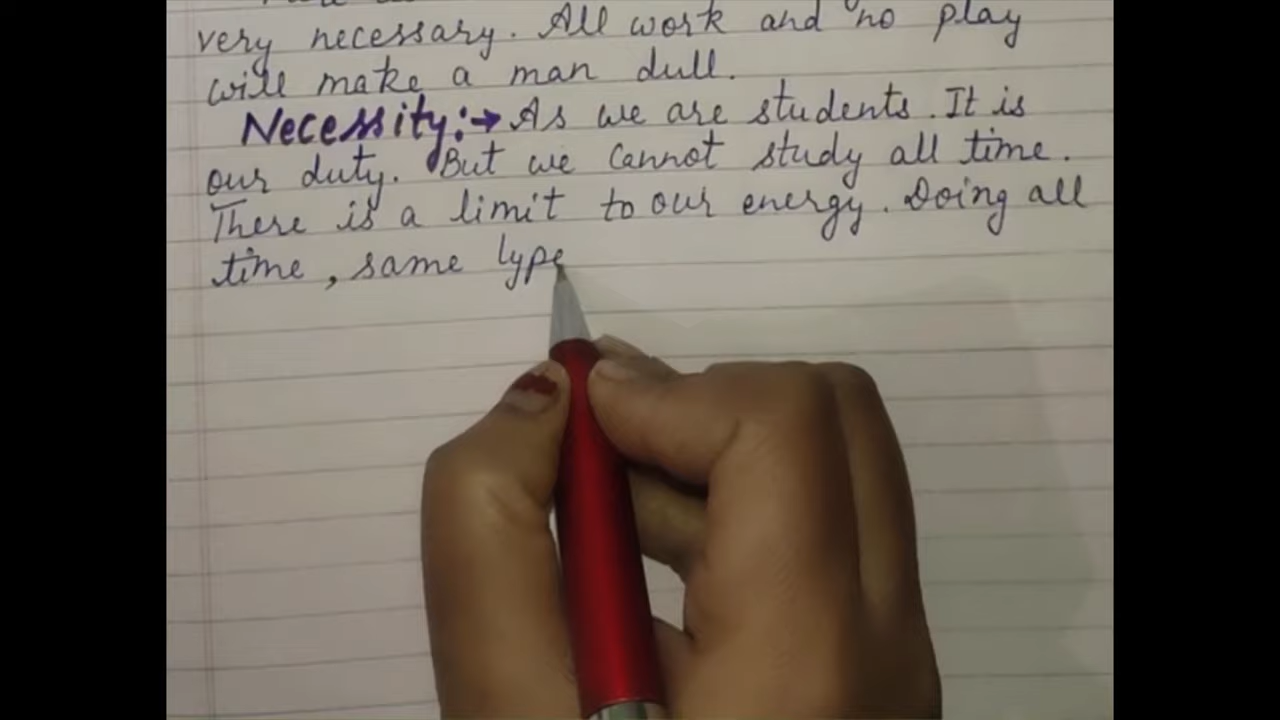 very necessary. All work and no play
will make a man dull.
Necessity:→ As we are students. It is
our duty. But we cannot study all time.
There is a limit to our energy. Doing all
time, same type